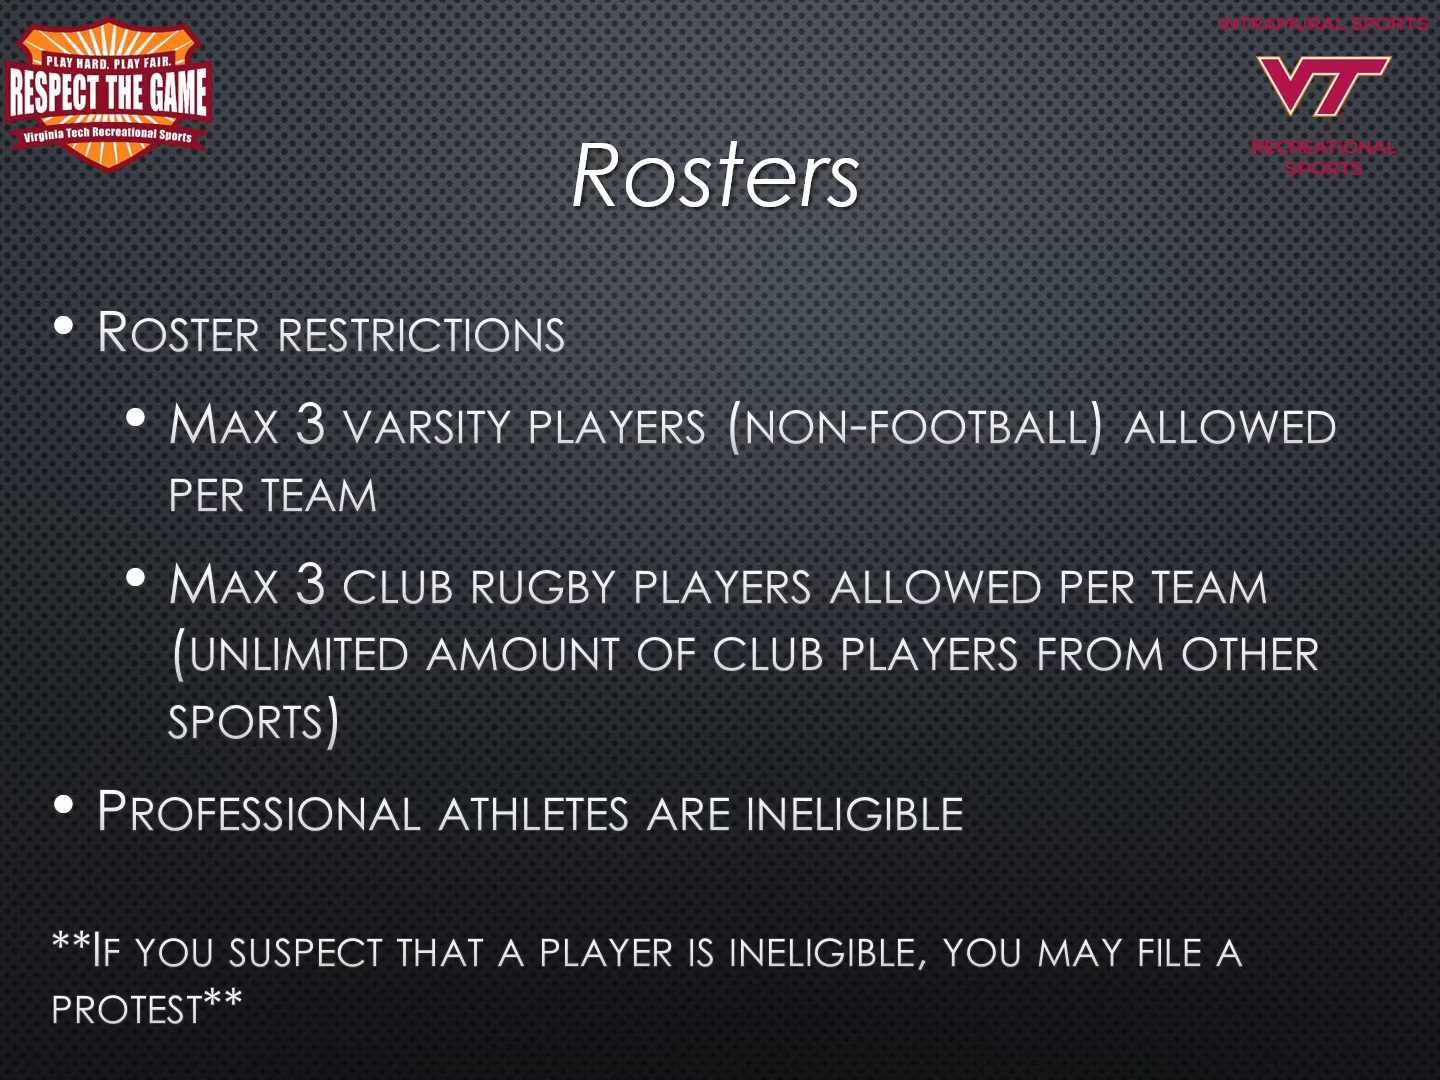 PLAY HARD. PLAY FAIR.
RESPECT THE GAME
Virginia Tech Recreational Sports
INTRAMURAL SPORTS
VT
RECREATIONAL
SPORTS
Rosters
• Roster restrictions
• Max 3 varsity players (non-football) allowed
per team
• Max 3 club rugby players allowed per team
(unlimited amount of club players from other
sports)
• Professional athletes are ineligible
**If you suspect that a player is ineligible, you may file a
protest**